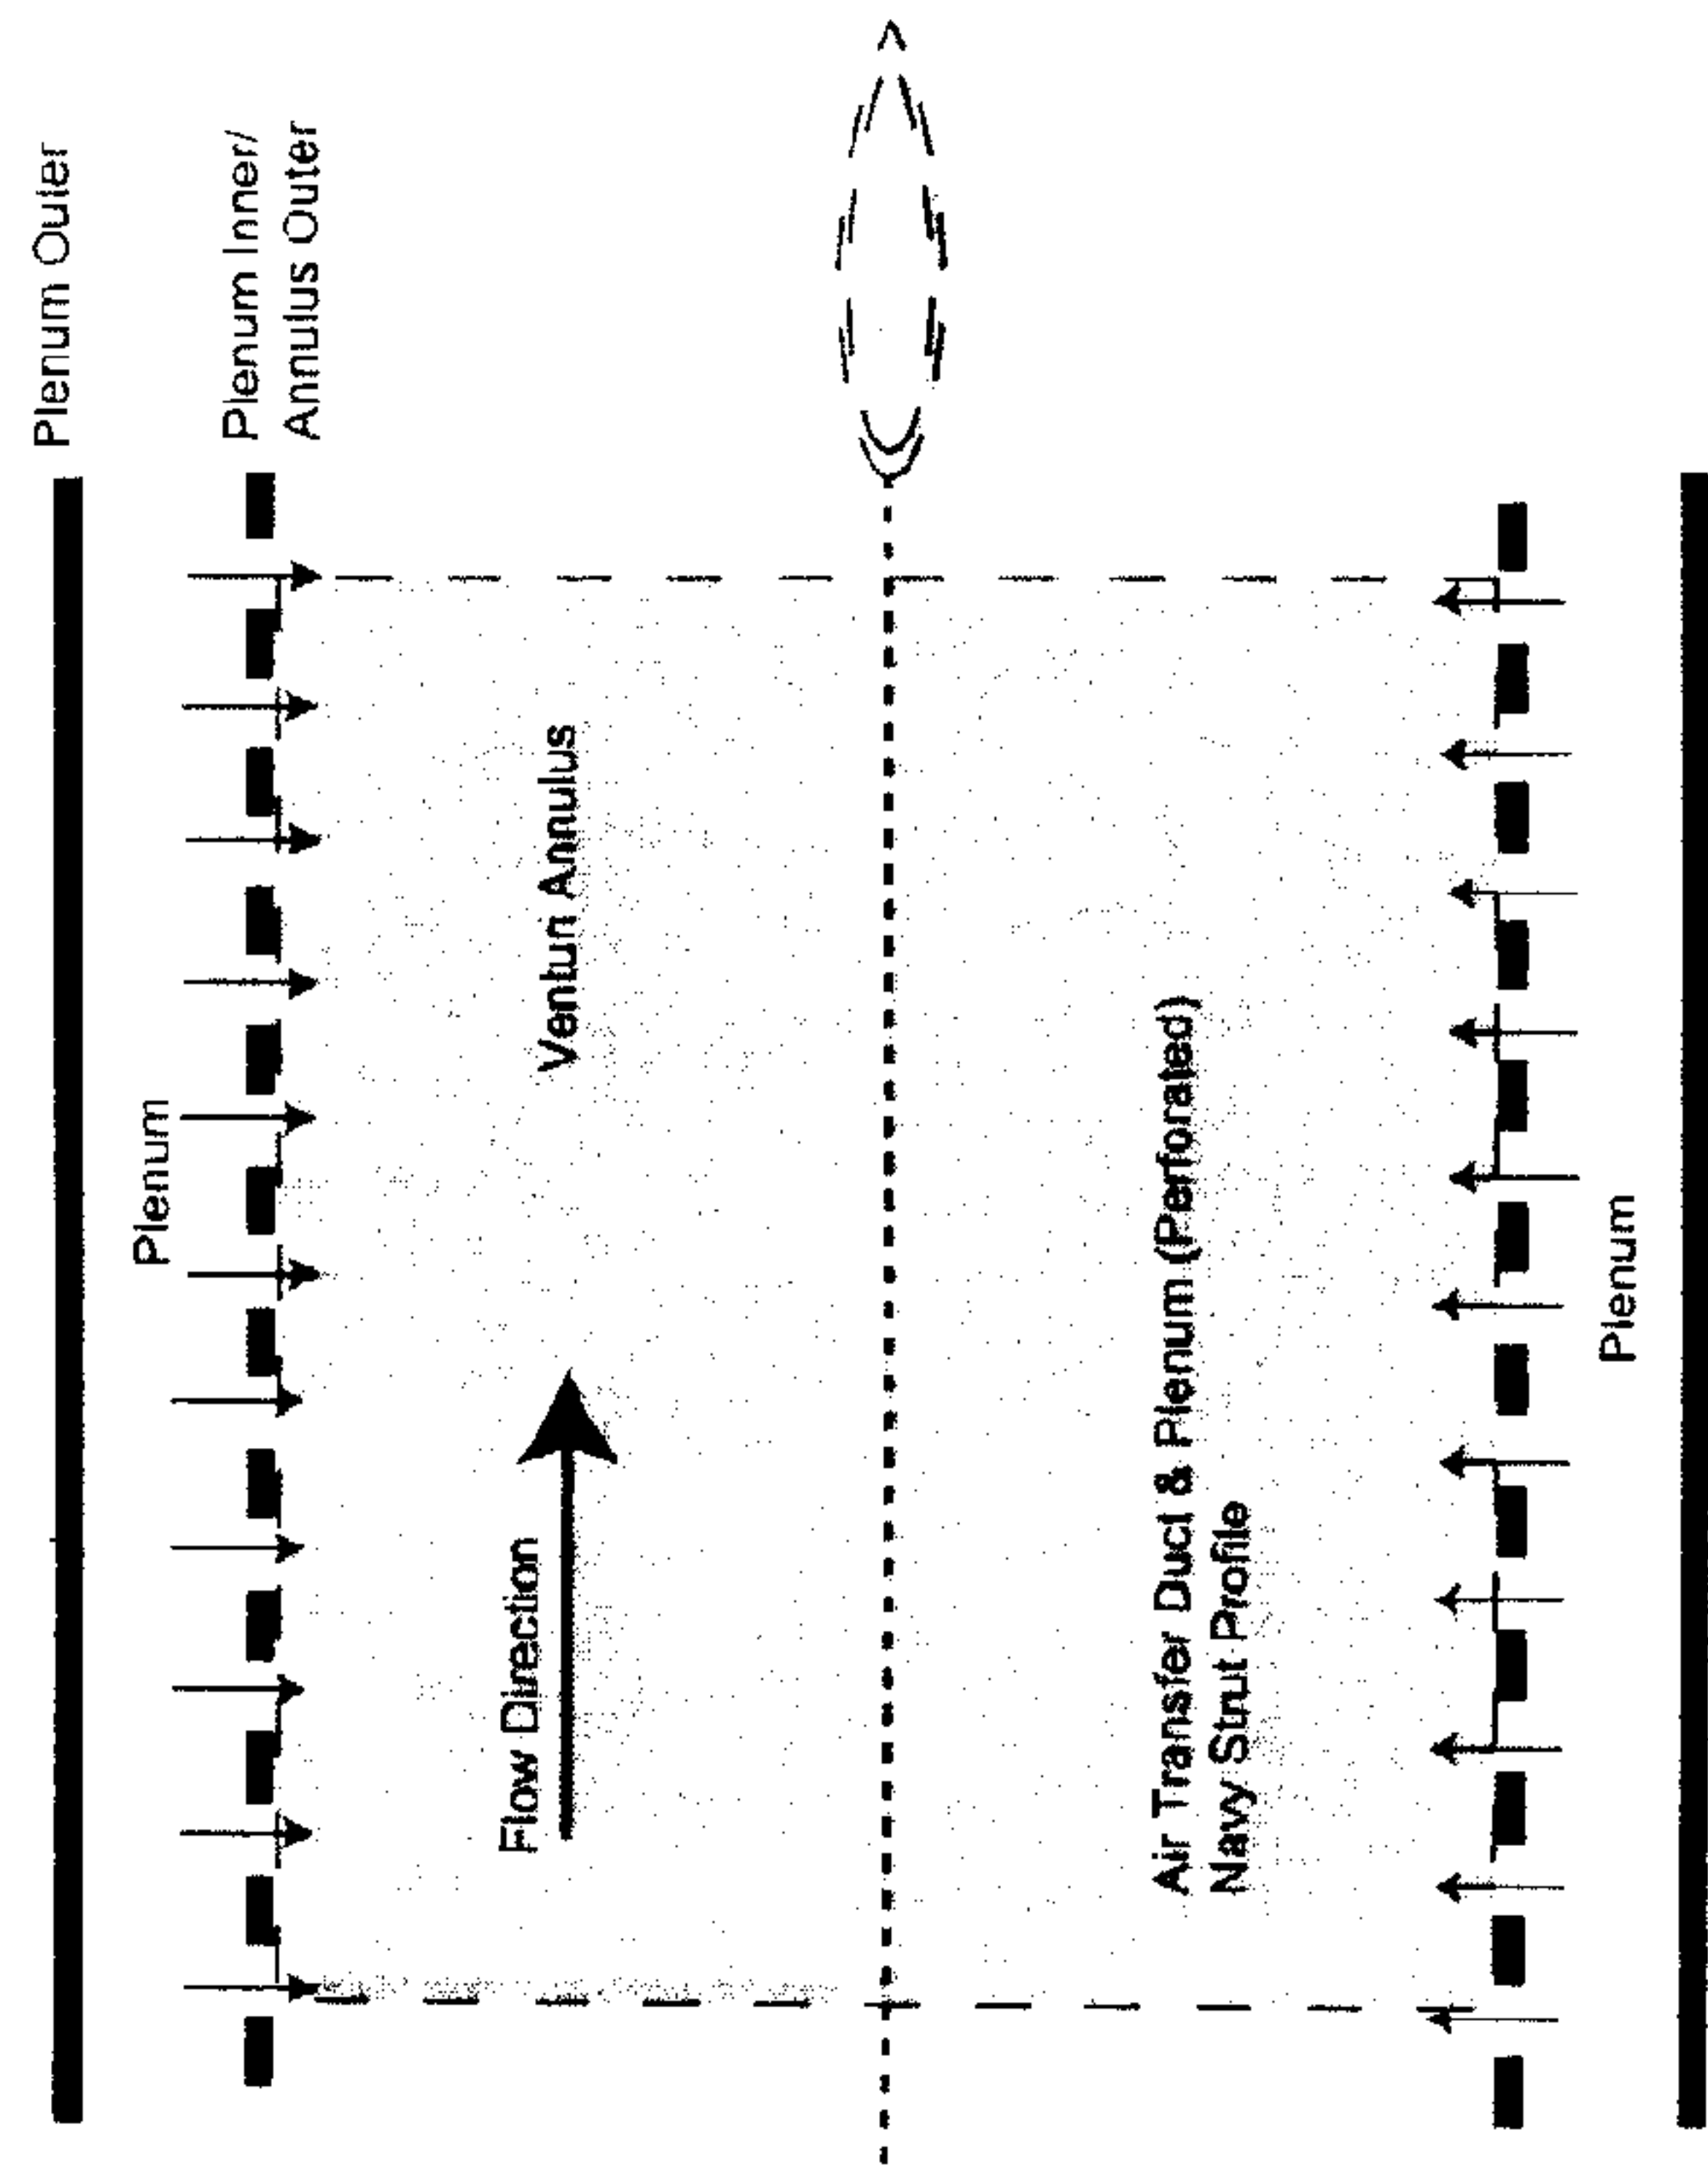 Plenum Outer
Plenum Inner/
Annulus Outer
Plenum
Venturi Annulus
Flow Direction
Air Transfer Duct & Plenum (Perforated)
Navy Strut Profile
Plenum